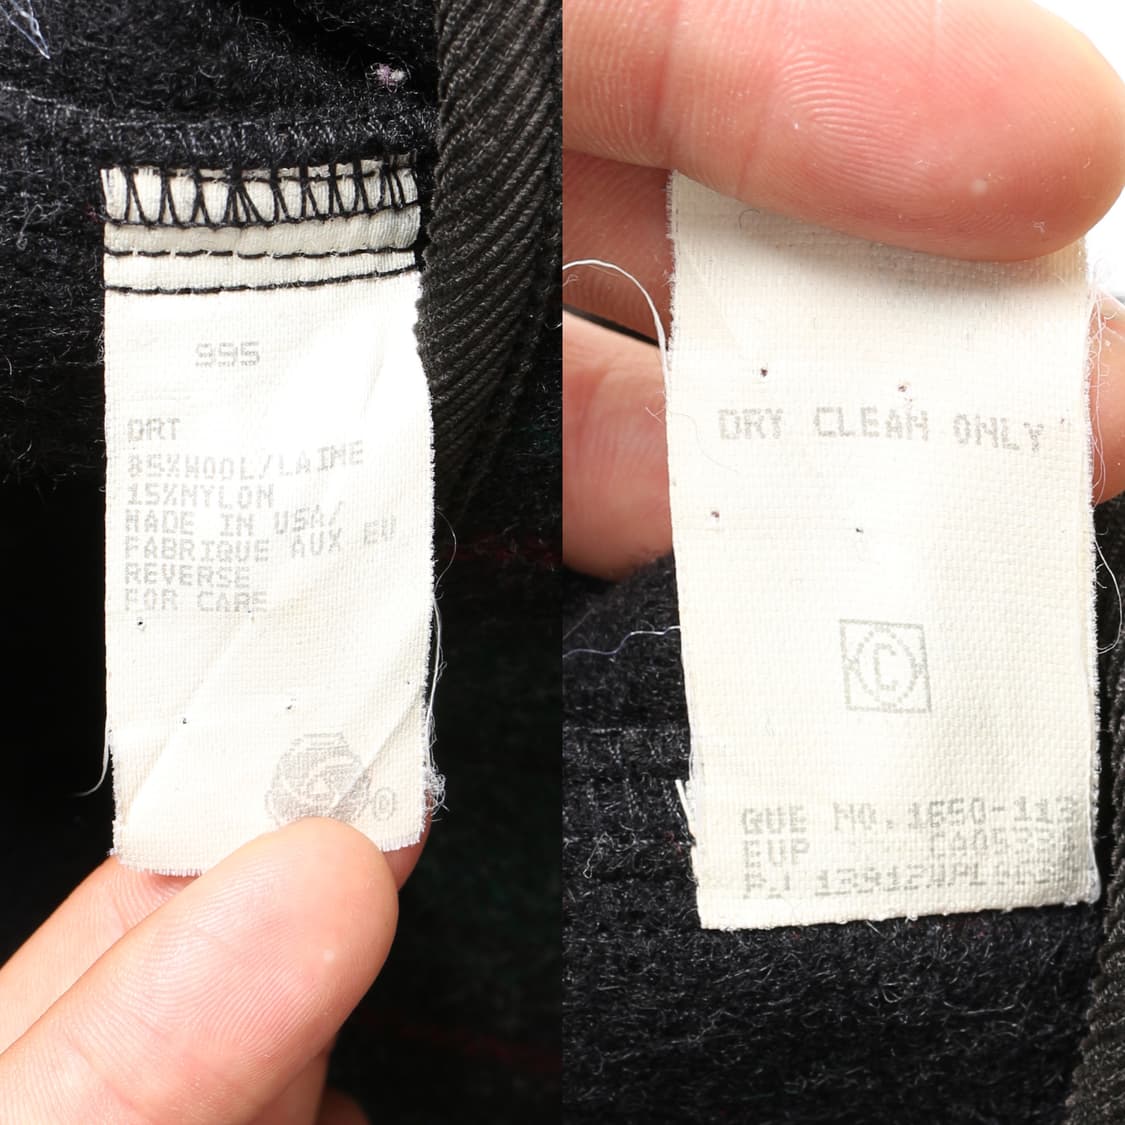 995
DRT
85%WOOL/LAINE
15%NYLON
MADE IN USA/
FABRIQUE AUX EU
REVERSE
FOR CARE
®
DRY CLEAN ONLY
C
QUE NO. 1650-113
EUP